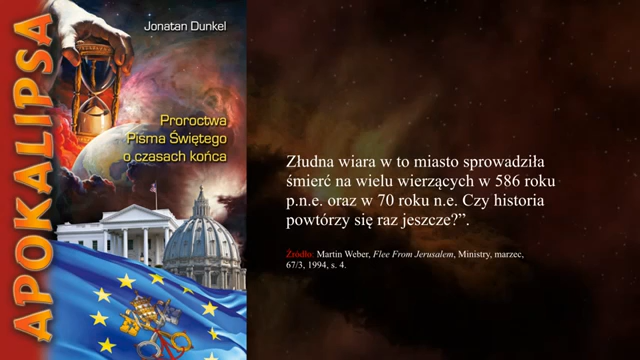 Jonatan Dunkel
APOKALIPSA
Proroctwa
Pisma Świętego
o czasach końca
Złudna wiara w to miasto sprowadziła
śmierć na wielu wierzących w 586 roku
p.n.e. oraz w 70 roku n.e. Czy historia
powtórzy się raz jeszcze?”.
Źródło: Martin Weber, Flee From Jerusalem, Ministry, marzec,
67/3, 1994, s. 4.